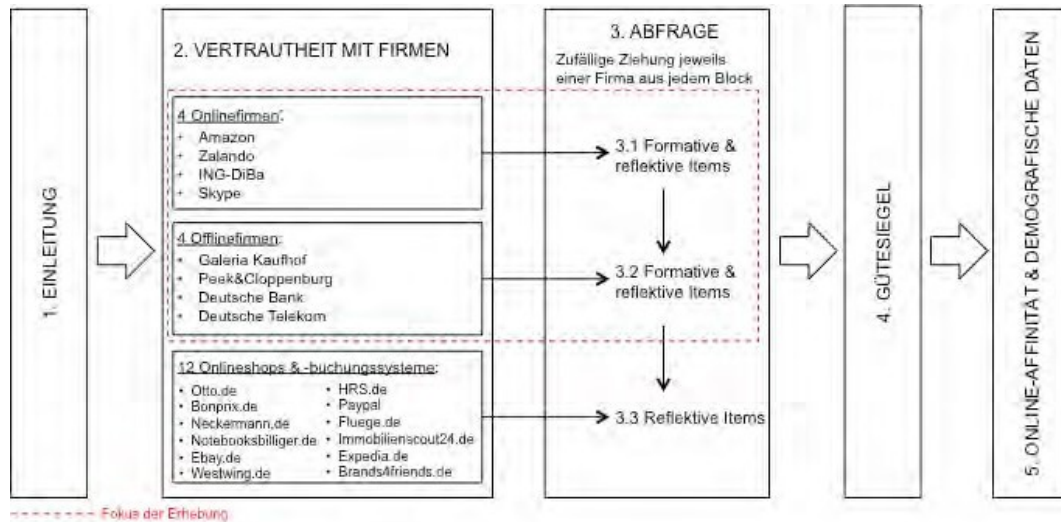 1. EINLEITUNG
2. VERTRAUTHEIT MIT FIRMEN
4 Onlinefirmen:
Amazon
Zalando
ING-DiBa
Skype
4 Offlinefirmen:
• Galeria Kaufhof
• Peek&Cloppenburg
• Deutsche Bank
• Deutsche Telekom
12 Onlineshops & -buchungssysteme:
• Otto.de
• Bonprix.de
• Neckermann.de
• Notebooksbilliger.de
• Ebay.de
• Westwing.de
• HRS.de
• Paypal
• Fluege.de
• Immobilienscout24.de
• Expedia.de
• Brands4friends.de
3. ABFRAGE
Zufällige Ziehung jeweils
einer Firma aus jedem Block
3.1 Formative &
reflektive Items
3.2 Formative &
reflektive Items
3.3 Reflektive Items
4. GÜTESIEGEL
5. ONLINE-AFFINITÄT & DEMOGRAFISCHE DATEN
Fokus der Erhebung